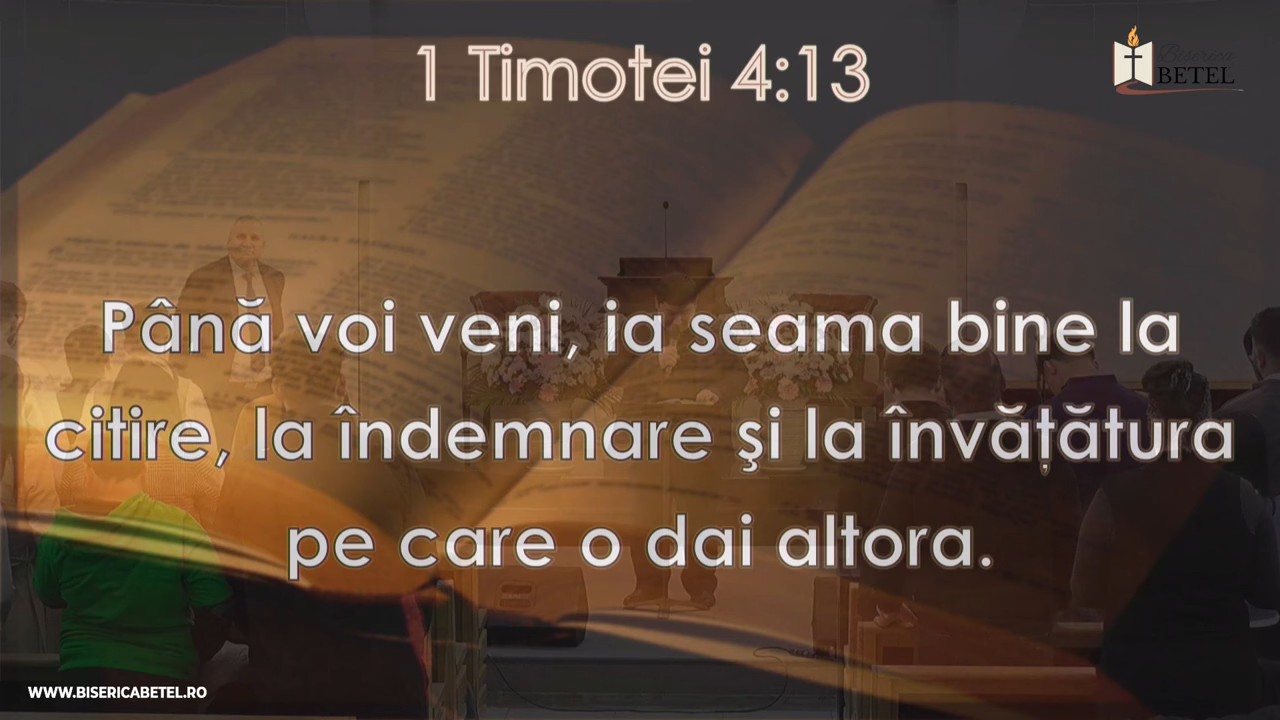 1 Timotei 4:13
Biserica
BETEL
Până voi veni, ia seama bine la
citire, la îndemnare şi la învăţătura
pe care o dai altora.
WWW.BISERICABETEL.RO